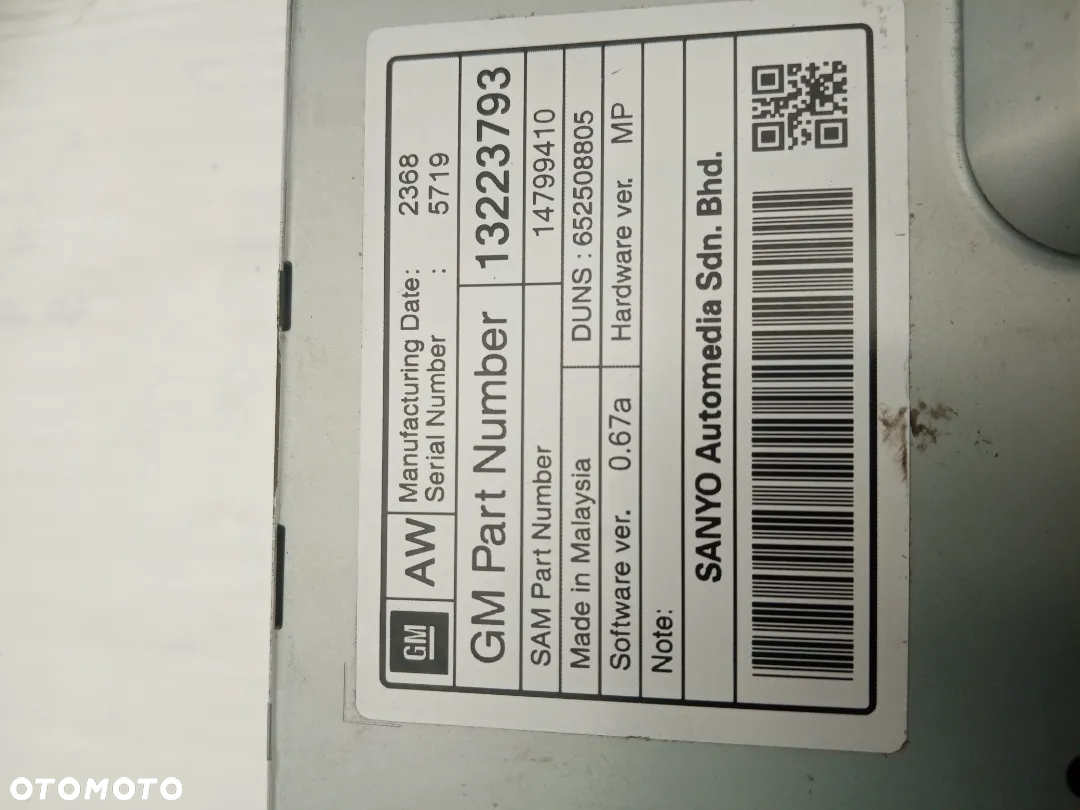 GM AW Manufacturing Date: 2368
Serial Number : 5719
GM Part Number 13223793
SAM Part Number 14799410
Made in Malaysia DUNS : 652508805
Software ver. 0.67a Hardware ver. MP
Note:
SANYO Automedia Sdn. Bhd.
OTOMOTO